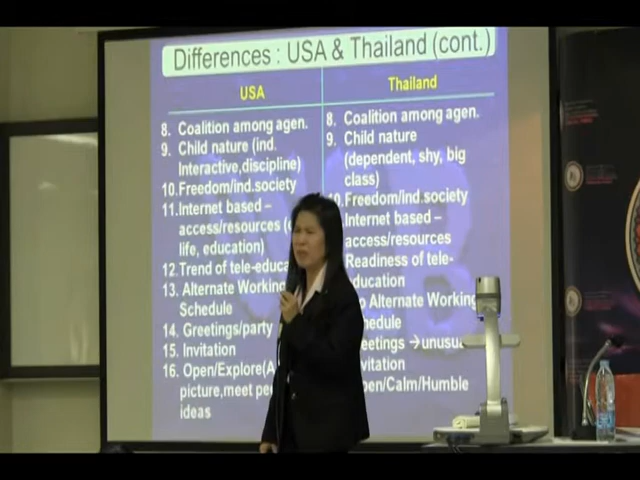 Differences : USA & Thailand (cont.)
USA
8. Coalition among agen.
9. Child nature (ind.
Interactive,discipline)
10.Freedom/ind.society
11.Internet based –
access/resources (
life, education)
12.Trend of tele-educa
13. Alternate Working
Schedule
14. Greetings/party
15. Invitation
16. Open/Explore(A
picture,meet pe
ideas
Thailand
8. Coalition among agen.
9. Child nature
(dependent, shy, big
class)
10.Freedom/ind.society
Internet based –
access/resources
Readiness of tele-
education
Alternate Working
hedule
eetings →unusu
vitation
pen/Calm/Humble